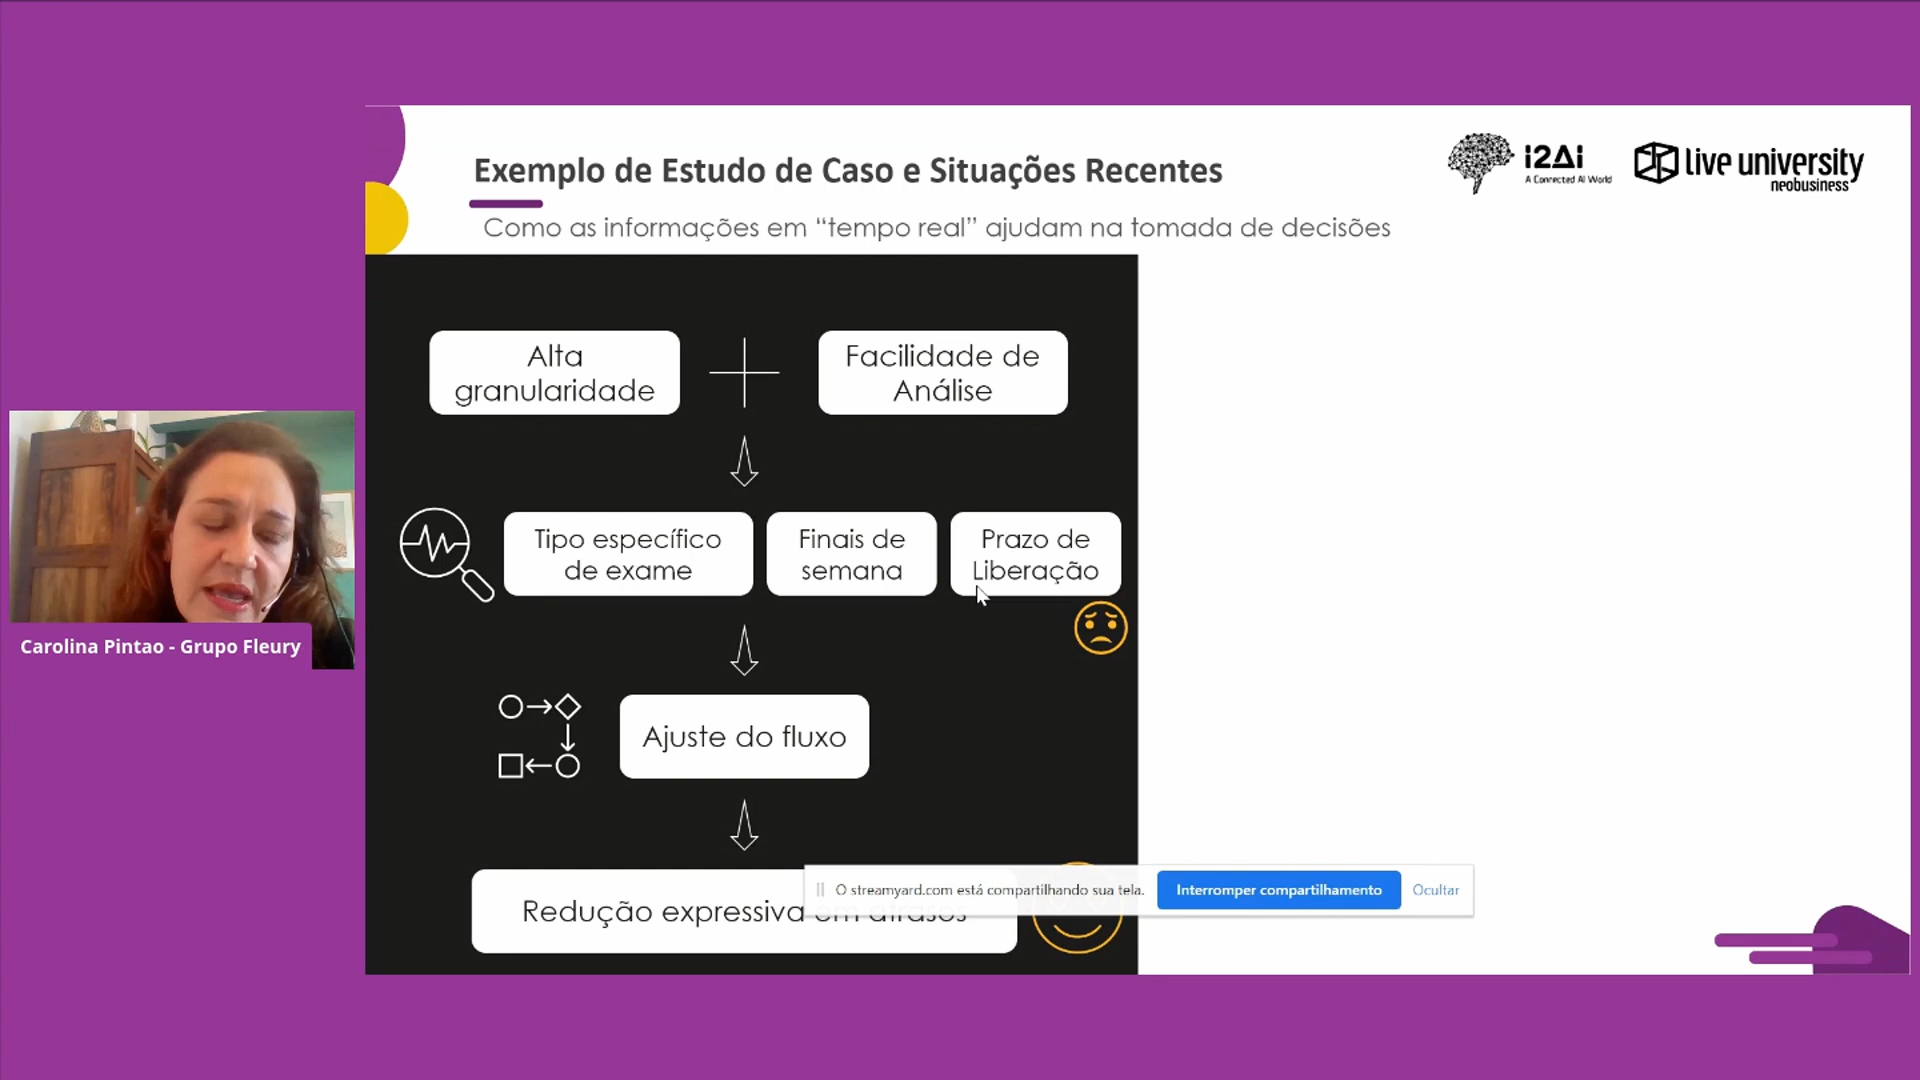 Exemplo de Estudo de Caso e Situações Recentes
Como as informações em “tempo real” ajudam na tomada de decisões
i2Ai
A Connected AI World
live university
neobusiness
Alta
granularidade
Facilidade de
Análise
Tipo específico
de exame
Finais de
semana
Prazo de
Liberação
Carolina Pintao - Grupo Fleury
Ajuste do fluxo
O streamyard.com está compartilhando sua tela.
Interromper compartilhamento
Ocultar
Redução expressiva em atrasos